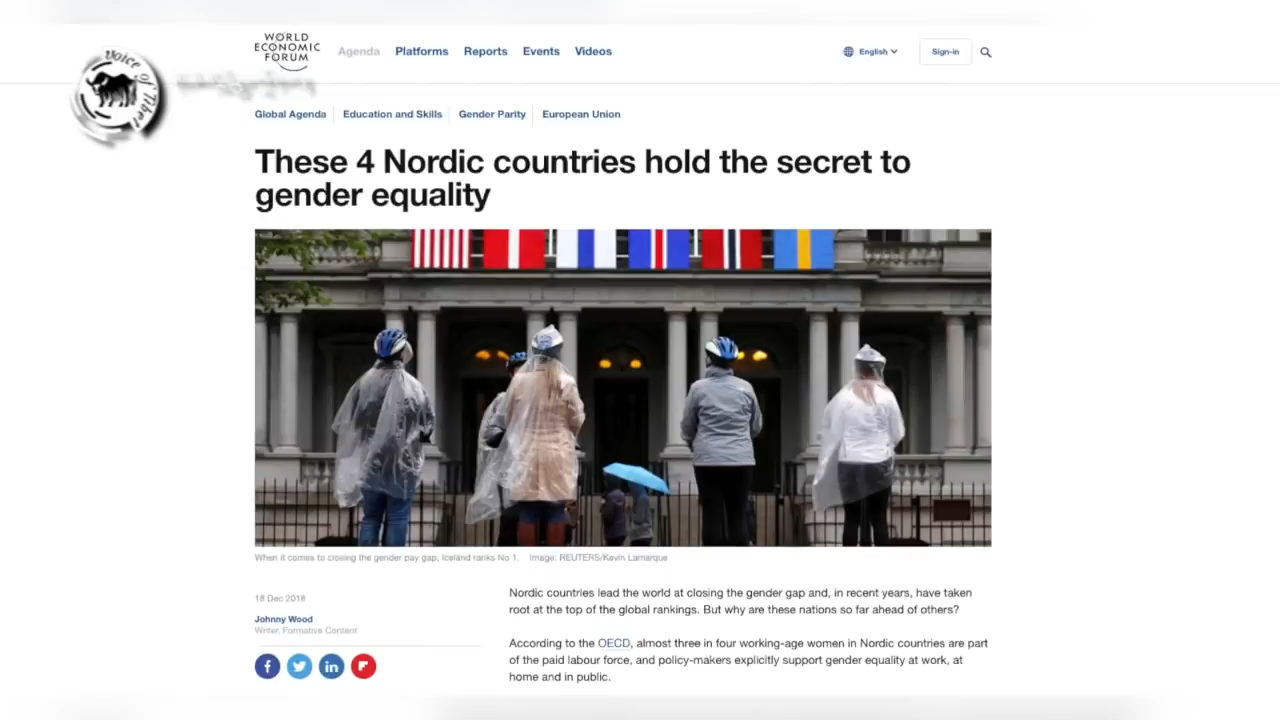 WORLD
ECONOMIC
FORUM
Agenda Platforms Reports Events Videos
English
Sign-in
Voice of Tibet
Global Agenda Education and Skills Gender Parity European Union
These 4 Nordic countries hold the secret to
gender equality
When it comes to closing the gender pay gap, Iceland ranks No 1. Image: REUTERS/Kevin Lamarque
18 Dec 2018
Johnny Wood
Writer, Formative Content
Nordic countries lead the world at closing the gender gap and, in recent years, have taken
root at the top of the global rankings. But why are these nations so far ahead of others?
According to the OECD, almost three in four working-age women in Nordic countries are part
of the paid labour force, and policy-makers explicitly support gender equality at work, at
home and in public.